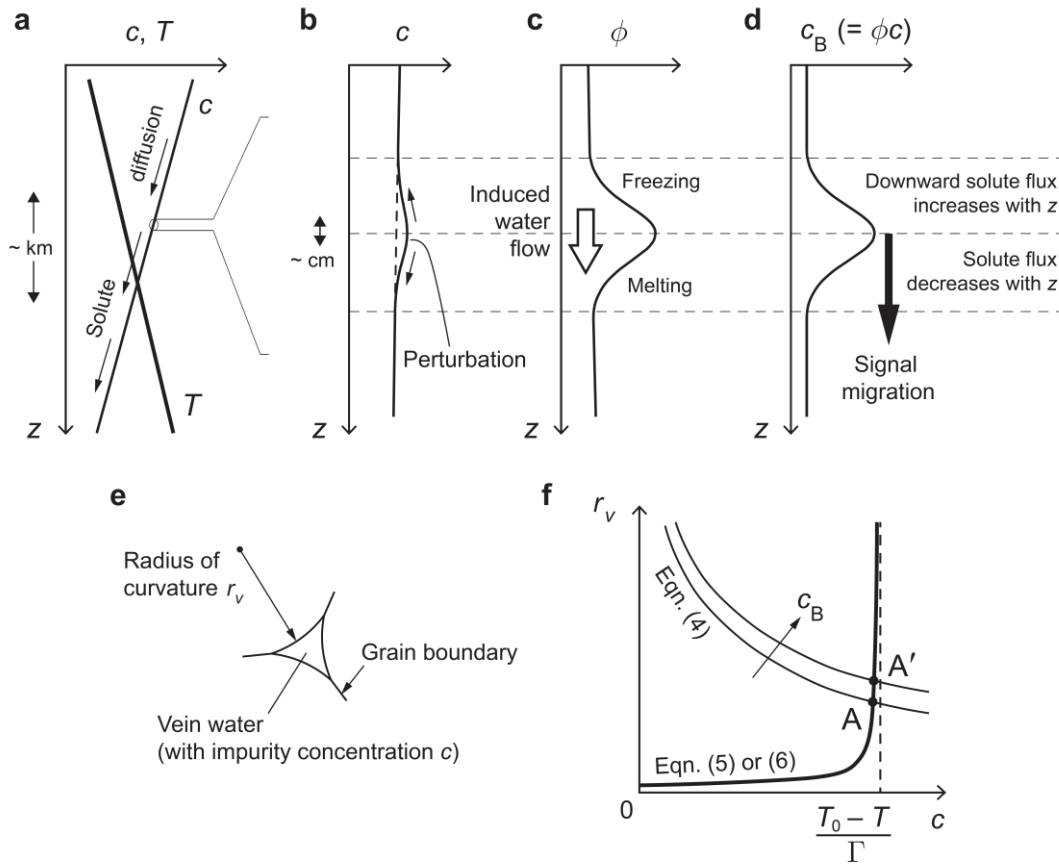 a
c, T
c
diffusion
~ km
Solute
T
z
b
c
~ cm
Perturbation
z
c
ϕ
Freezing
Induced
water
flow
Melting
z
d
c_B (= ϕc)
Downward solute flux
increases with z
Solute flux
decreases with z
Signal
migration
z
e
Radius of
curvature r_v
Grain boundary
Vein water
(with impurity concentration c)
f
r_v
Eqn. (4)
c_B
A′
A
Eqn. (5) or (6)
0
T_0 – T
Γ
c